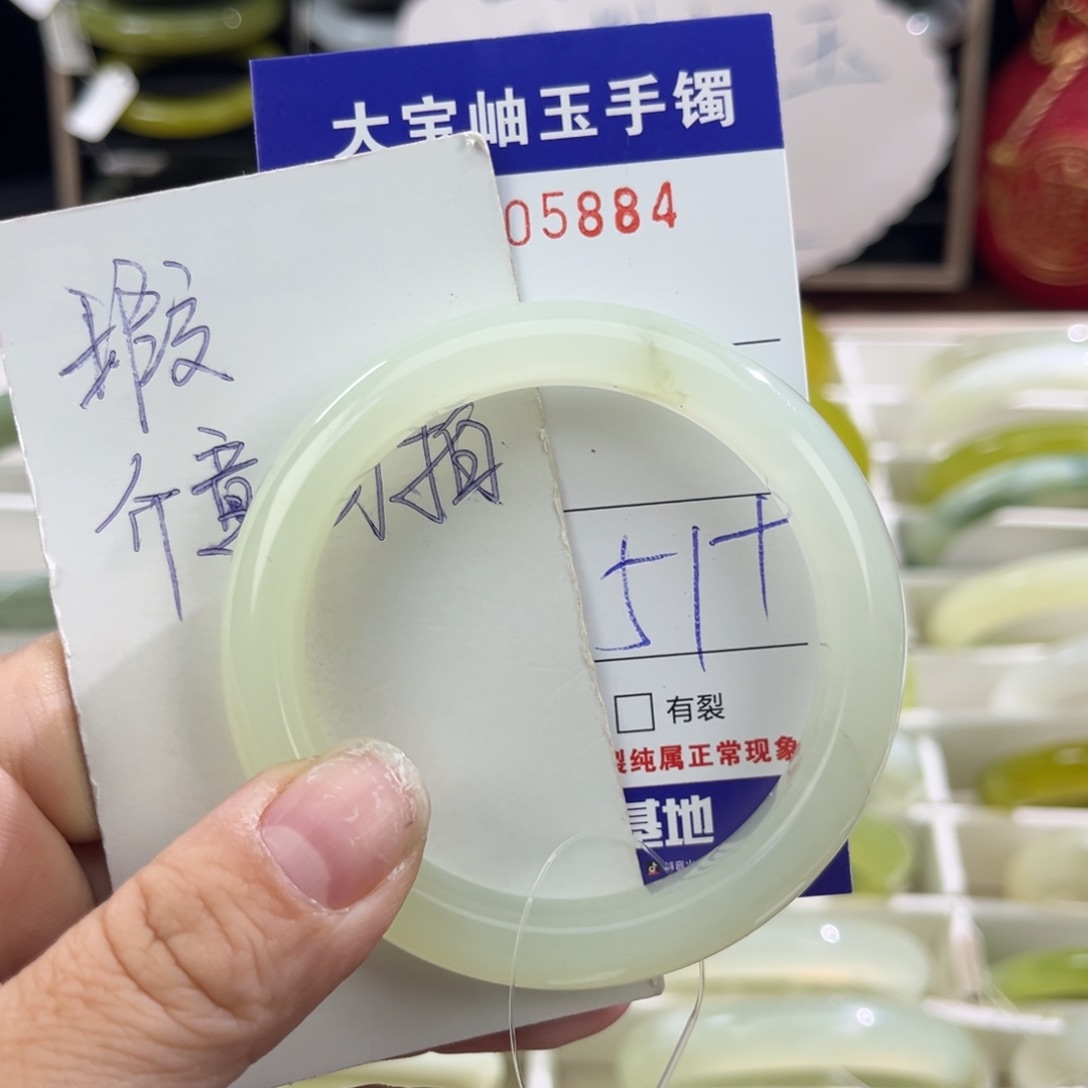 大宝岫玉手镯
05884
瑕
介意 勿拍
51
有裂
裂纯属正常现象
基地